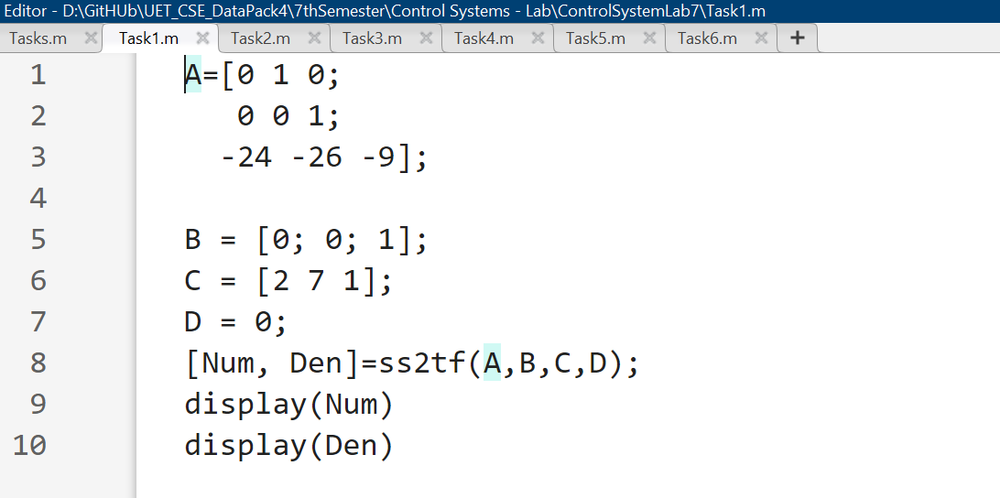 Editor - D:\GitHUb\UET_CSE_DataPack4\7thSemester\Control Systems - Lab\ControlSystemLab7\Task1.m
Tasks.m Task1.m Task2.m Task3.m Task4.m Task5.m Task6.m +
1 A=[0 1 0;
2 0 0 1;
3 -24 -26 -9];
4
5 B = [0; 0; 1];
6 C = [2 7 1];
7 D = 0;
8 [Num, Den]=ss2tf(A,B,C,D);
9 display(Num)
10 display(Den)